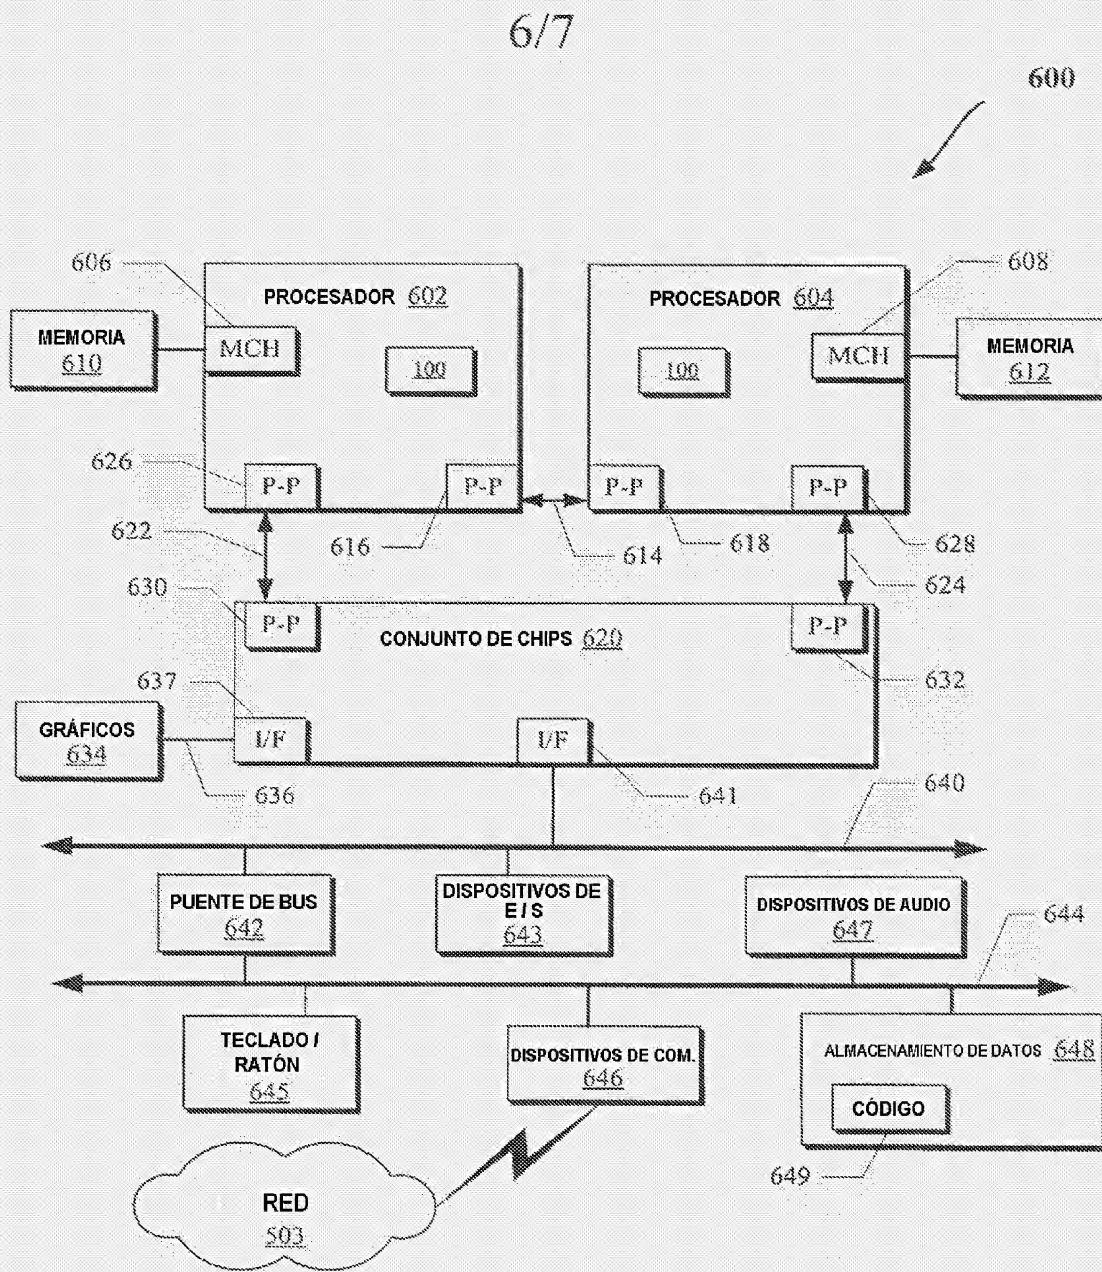 6/7
600
606
608
PROCESADOR 602
PROCESADOR 604
MEMORIA
610
MCH
100
100
MCH
MEMORIA
612
626
P-P
P-P
P-P
P-P
622
616
614
618
628
624
630
P-P
CONJUNTO DE CHIPS 620
P-P
637
632
GRÁFICOS
634
I/F
I/F
636
641
640
PUENTE DE BUS
642
DISPOSITIVOS DE
E / S
643
DISPOSITIVOS DE AUDIO
647
644
TECLADO /
RATÓN
645
DISPOSITIVOS DE COM.
646
ALMACENAMIENTO DE DATOS 648
CÓDIGO
649
RED
503